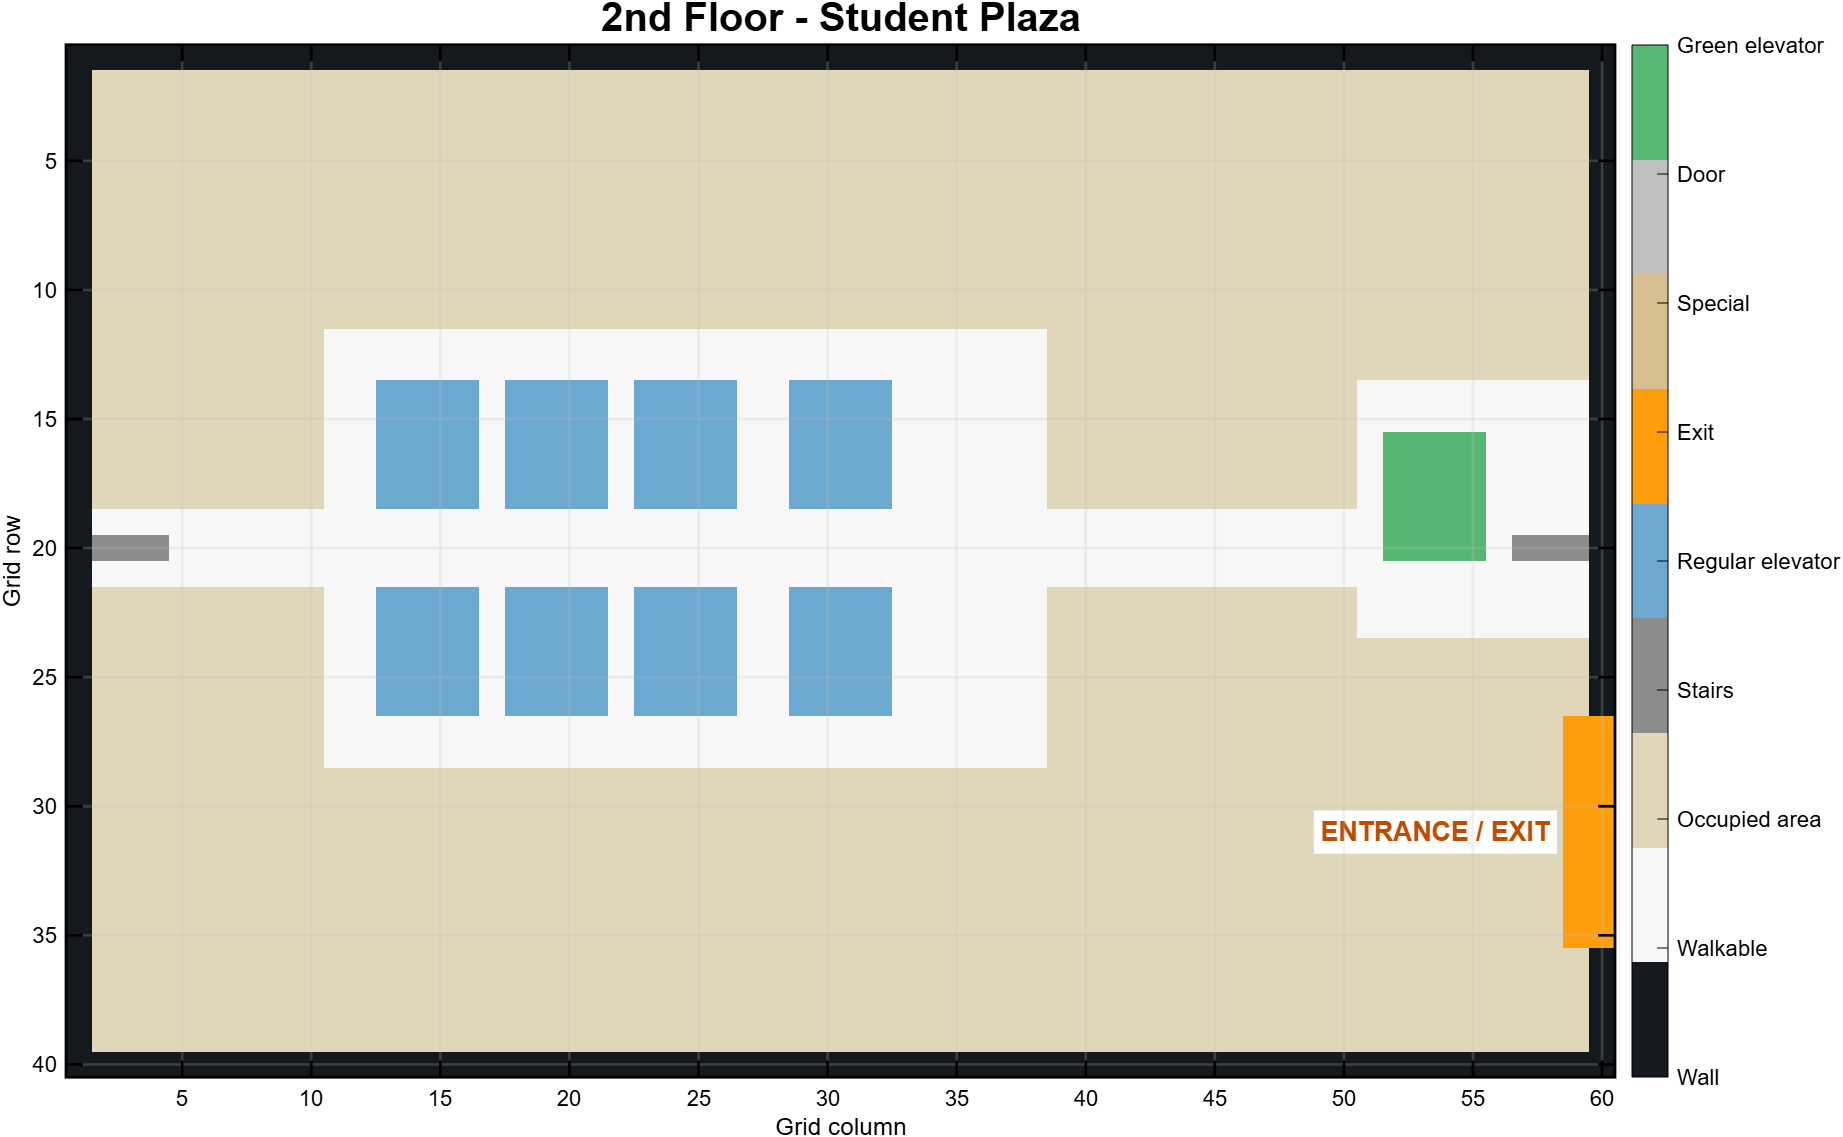 2nd Floor - Student Plaza
Green elevator
Door
Special
Exit
Regular elevator
Stairs
Occupied area
Walkable
Wall
Grid row
5
10
15
20
25
30
35
40
ENTRANCE / EXIT
5 10 15 20 25 30 35 40 45 50 55 60
Grid column